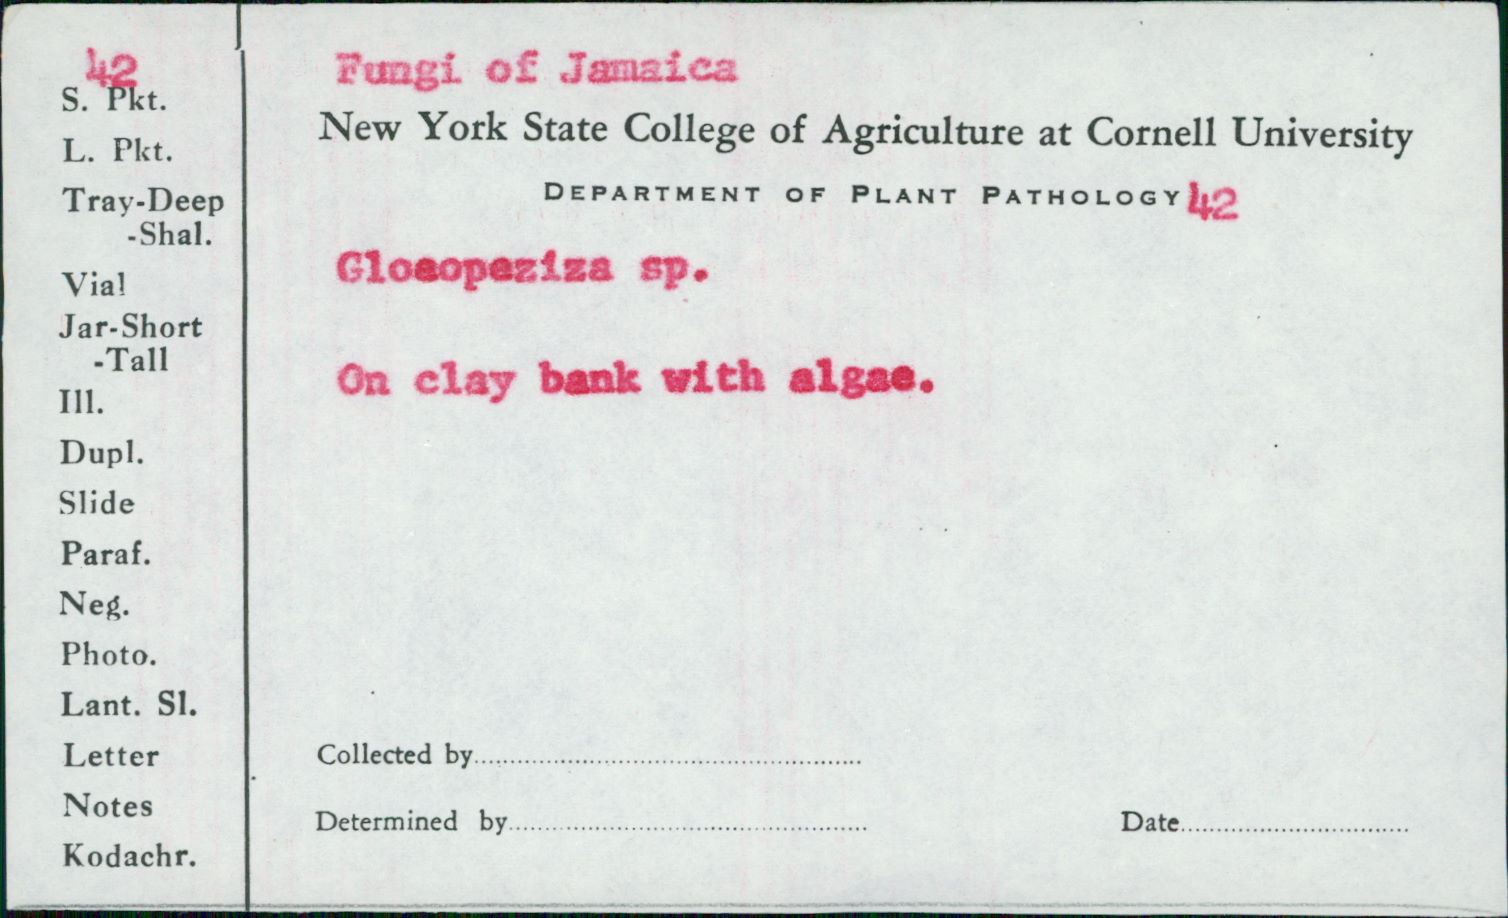 42
S. Pkt.
L. Pkt.
Tray-Deep
-Shal.
Vial
Jar-Short
-Tall
Ill.
Dupl.
Slide
Paraf.
Neg.
Photo.
Lant. Sl.
Letter
Notes
Kodachr.
Fungi of Jamaica
New York State College of Agriculture at Cornell University
DEPARTMENT OF PLANT PATHOLOGY 42
Gloeopeziza sp.
On clay bank with algae.
Collected by
Determined by
Date